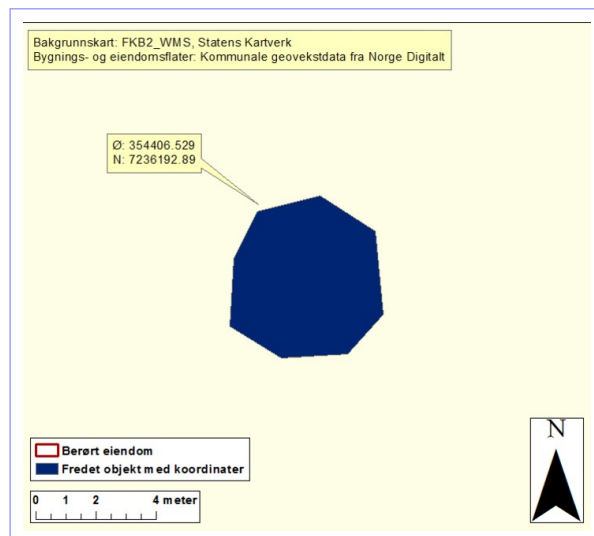 Bakgrunnskart: FKB2_WMS, Statens Kartverk
Bygnings- og eiendomsflater: Kommunale geovekstdata fra Norge Digitalt
Ø: 354406.529
N: 7236192.89
N
Berørt eiendom
Fredet objekt med koordinater
0 1 2 4 meter